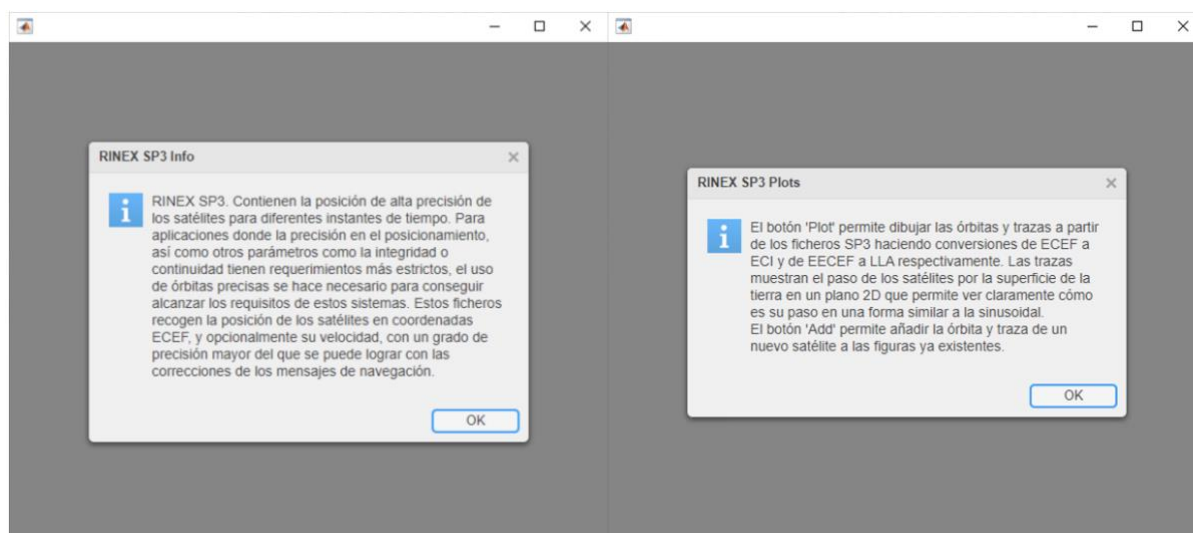 RINEX SP3 Info
RINEX SP3. Contienen la posición de alta precisión de
los satélites para diferentes instantes de tiempo. Para
aplicaciones donde la precisión en el posicionamiento,
así como otros parámetros como la integridad o
continuidad tienen requerimientos más estrictos, el uso
de órbitas precisas se hace necesario para conseguir
alcanzar los requisitos de estos sistemas. Estos ficheros
recogen la posición de los satélites en coordenadas
ECEF, y opcionalmente su velocidad, con un grado de
precisión mayor del que se puede lograr con las
correcciones de los mensajes de navegación.
OK
RINEX SP3 Plots
El botón 'Plot' permite dibujar las órbitas y trazas a partir
de los ficheros SP3 haciendo conversiones de ECEF a
ECI y de EECEF a LLA respectivamente. Las trazas
muestran el paso de los satélites por la superficie de la
tierra en un plano 2D que permite ver claramente cómo
es su paso en una forma similar a la sinusoidal.
El botón 'Add' permite añadir la órbita y traza de un
nuevo satélite a las figuras ya existentes.
OK